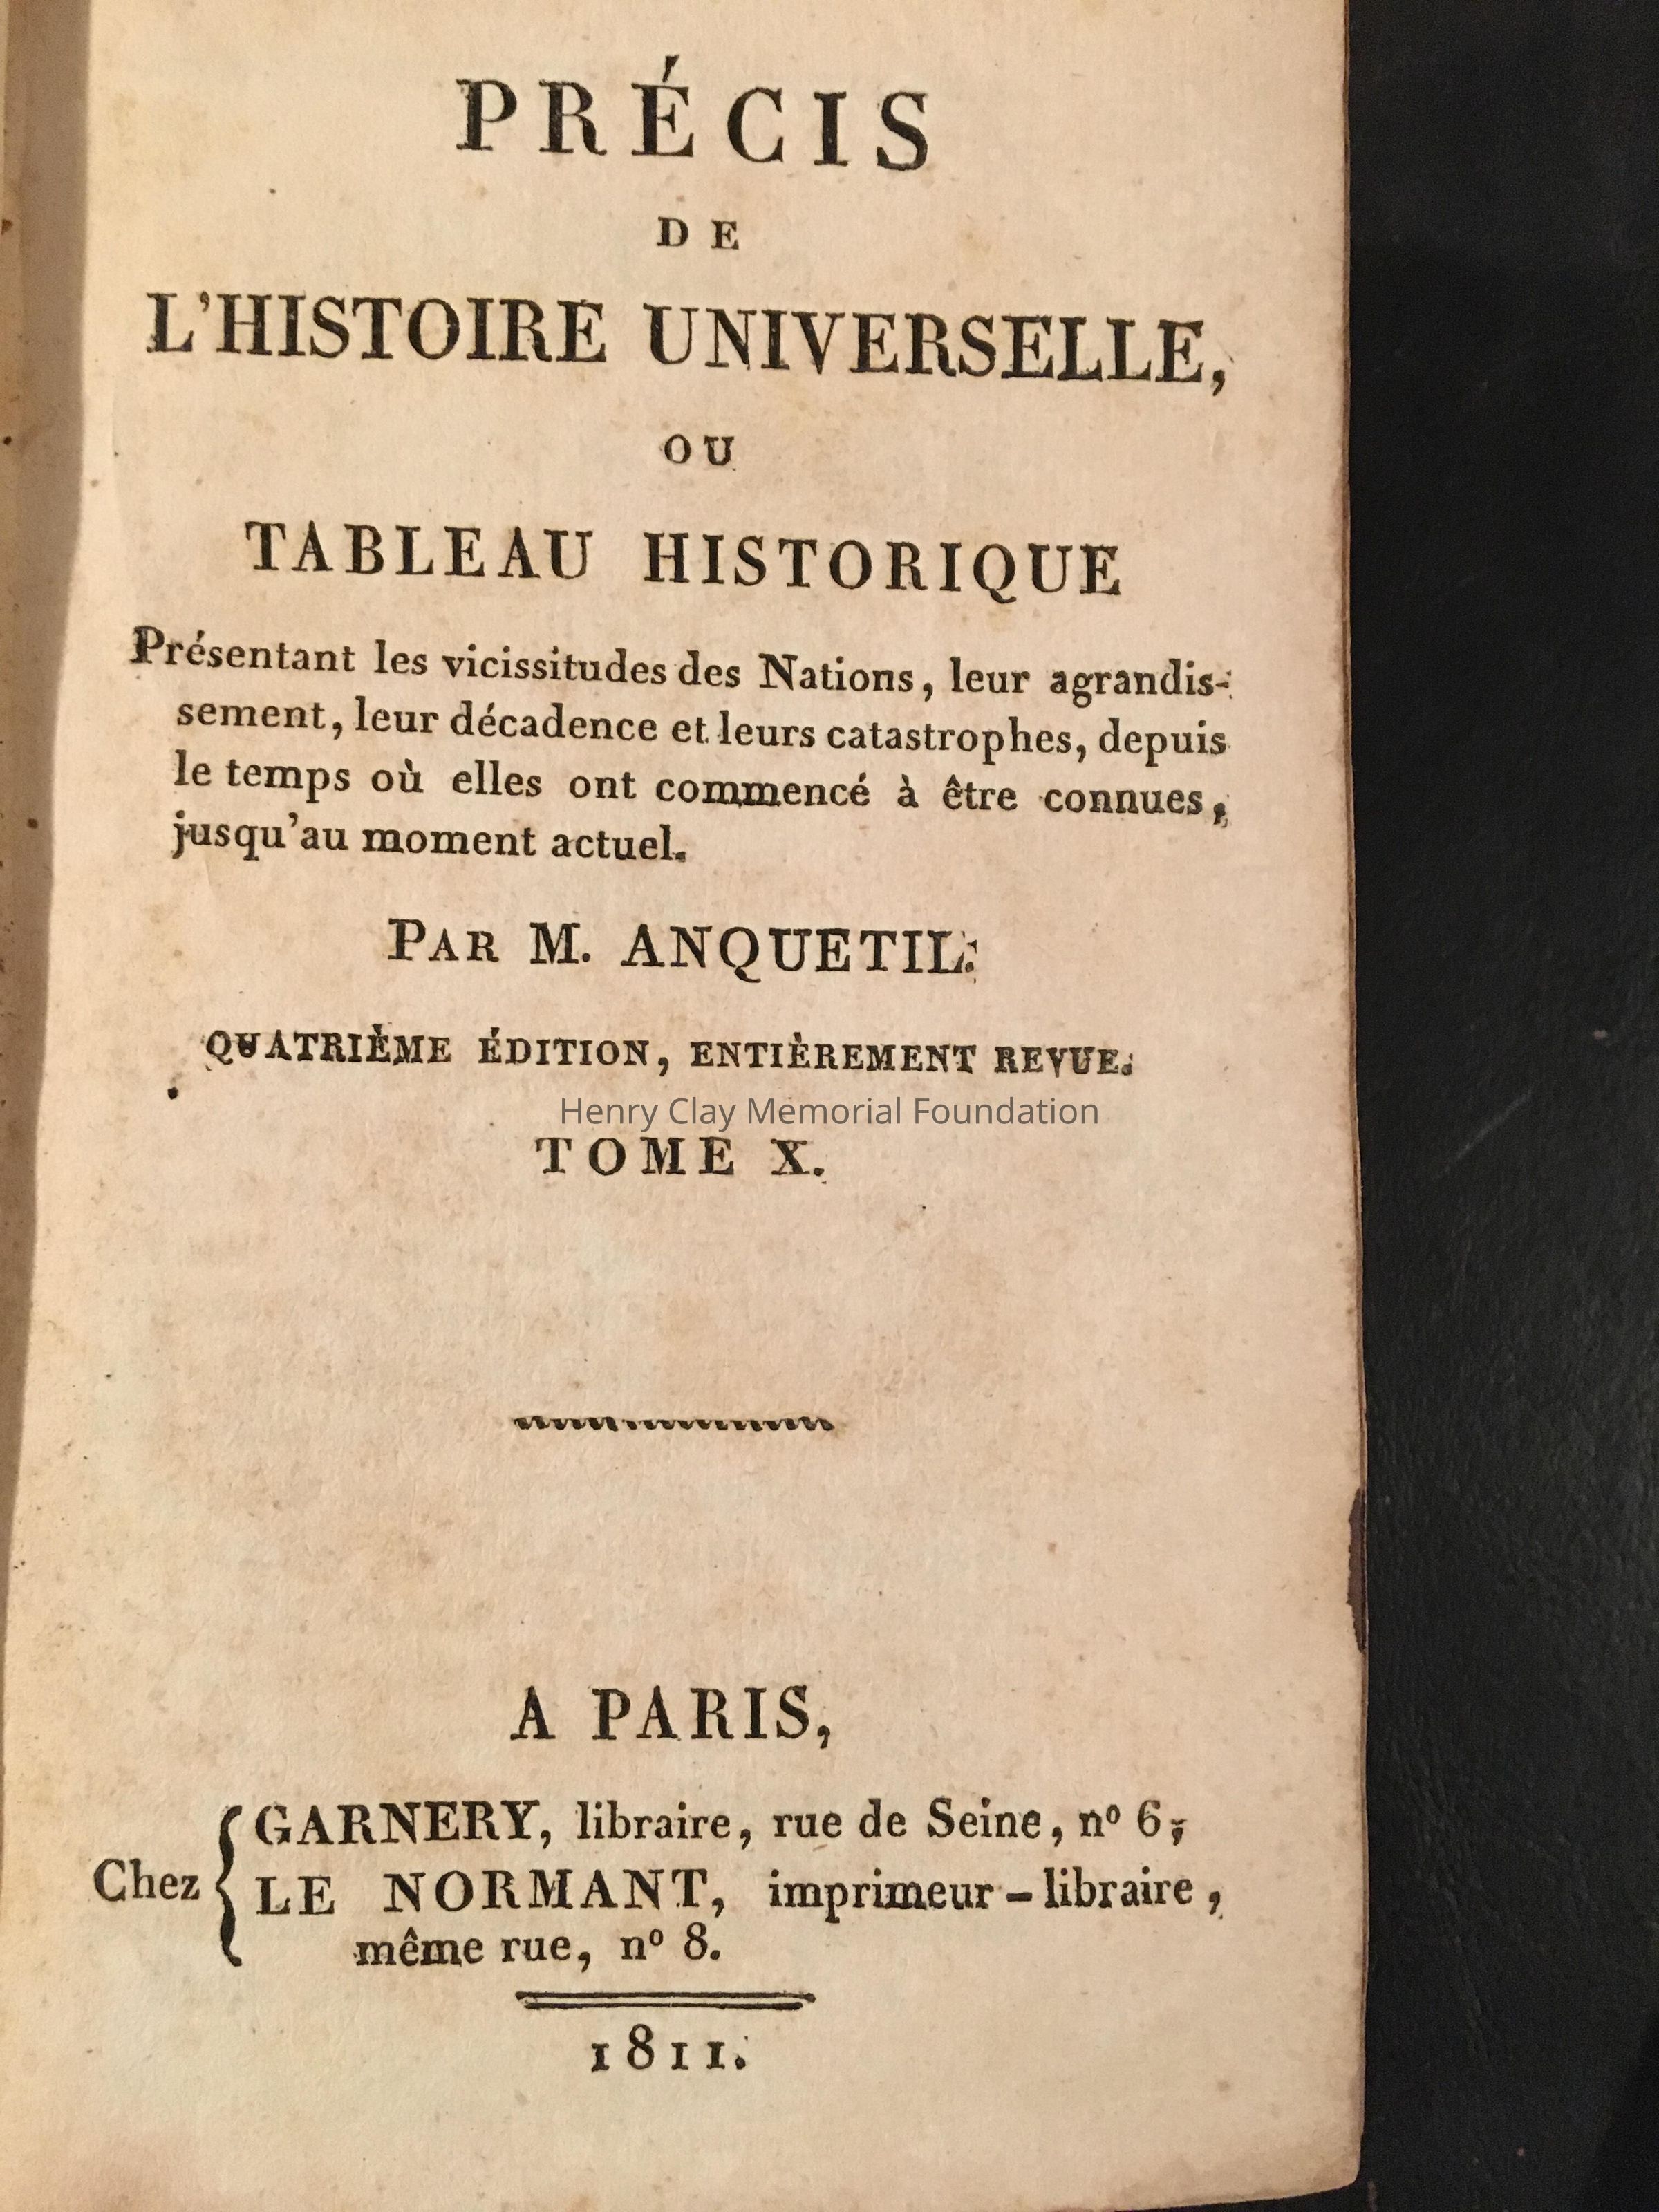 PRÉCIS
DE
L'HISTOIRE UNIVERSELLE,
OU
TABLEAU HISTORIQUE
Présentant les vicissitudes des Nations, leur agrandis-
sement, leur décadence et leurs catastrophes, depuis
le temps où elles ont commencé à être connues,
jusqu'au moment actuel.
PAR M. ANQUETIL.
QUATRIÈME ÉDITION, ENTIÈREMENT REVUE.
Henry Clay Memorial Foundation
TOME X.
A PARIS,
Chez
GARNERY, libraire, rue de Seine, nº 6;
LE NORMANT, imprimeur-libraire,
même rue, nº 8.
1811.